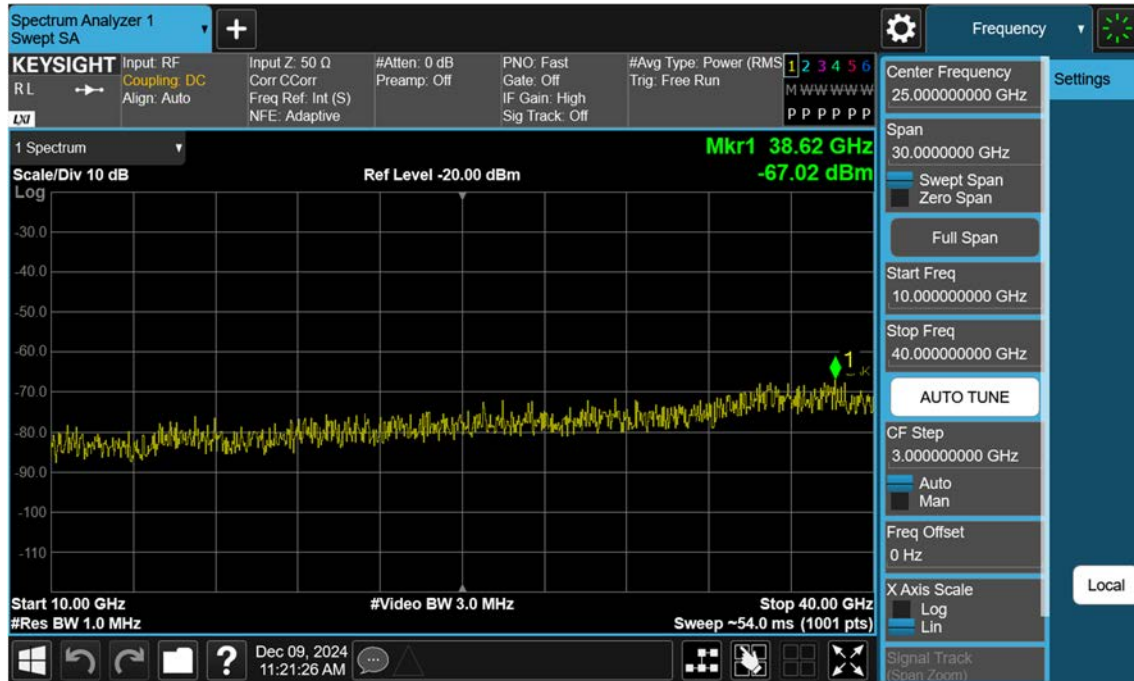 Spectrum Analyzer 1
Swept SA
+
Frequency
KEYSIGHT
RL
LXI
Input: RF
Coupling: DC
Align: Auto
Input Z: 50 Ω
Corr CCorr
Freq Ref: Int (S)
NFE: Adaptive
#Atten: 0 dB
Preamp: Off
PNO: Fast
Gate: Off
IF Gain: High
Sig Track: Off
#Avg Type: Power (RMS
Trig: Free Run
1 2 3 4 5 6
M W W W W W
P P P P P P
1 Spectrum
Mkr1 38.62 GHz
-67.02 dBm
Scale/Div 10 dB
Ref Level -20.00 dBm
Log
-30.0
-40.0
-50.0
-60.0
-70.0
-80.0
-90.0
-100
-110
1
Start 10.00 GHz
#Video BW 3.0 MHz
Stop 40.00 GHz
#Res BW 1.0 MHz
Sweep ~54.0 ms (1001 pts)
Center Frequency
25.000000000 GHz
Settings
Span
30.0000000 GHz
Swept Span
Zero Span
Full Span
Start Freq
10.000000000 GHz
Stop Freq
40.000000000 GHz
AUTO TUNE
CF Step
3.000000000 GHz
Auto
Man
Freq Offset
0 Hz
X Axis Scale
Log
Lin
Local
Signal Track
(Span Zoom)
?
Dec 09, 2024
11:21:26 AM